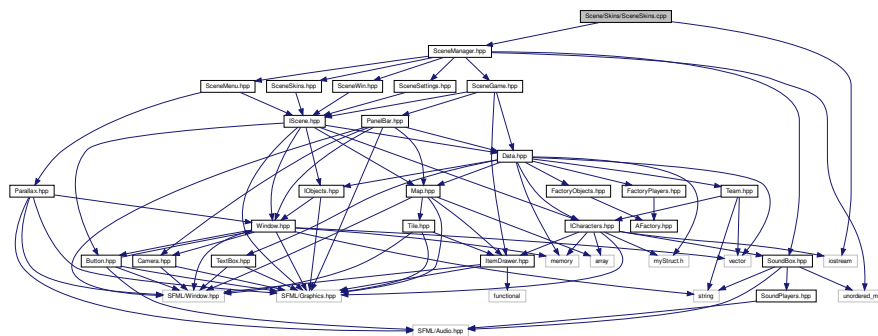 Scene/Skins/SceneSkins.cpp
SceneManager.hpp
SceneMenu.hpp
SceneSkins.hpp
SceneWin.hpp
SceneSettings.hpp
SceneGame.hpp
IScene.hpp
PanelBar.hpp
Data.hpp
Parallax.hpp
IObjects.hpp
Map.hpp
FactoryObjects.hpp
FactoryPlayers.hpp
Team.hpp
Window.hpp
Tile.hpp
ICharacters.hpp
AFactory.hpp
Button.hpp
Camera.hpp
TextBox.hpp
ItemDrawer.hpp
memory
array
myStruct.h
vector
SoundBox.hpp
iostream
SFML/Window.hpp
SFML/Graphics.hpp
functional
string
SoundPlayers.hpp
unordered_m
SFML/Audio.hpp